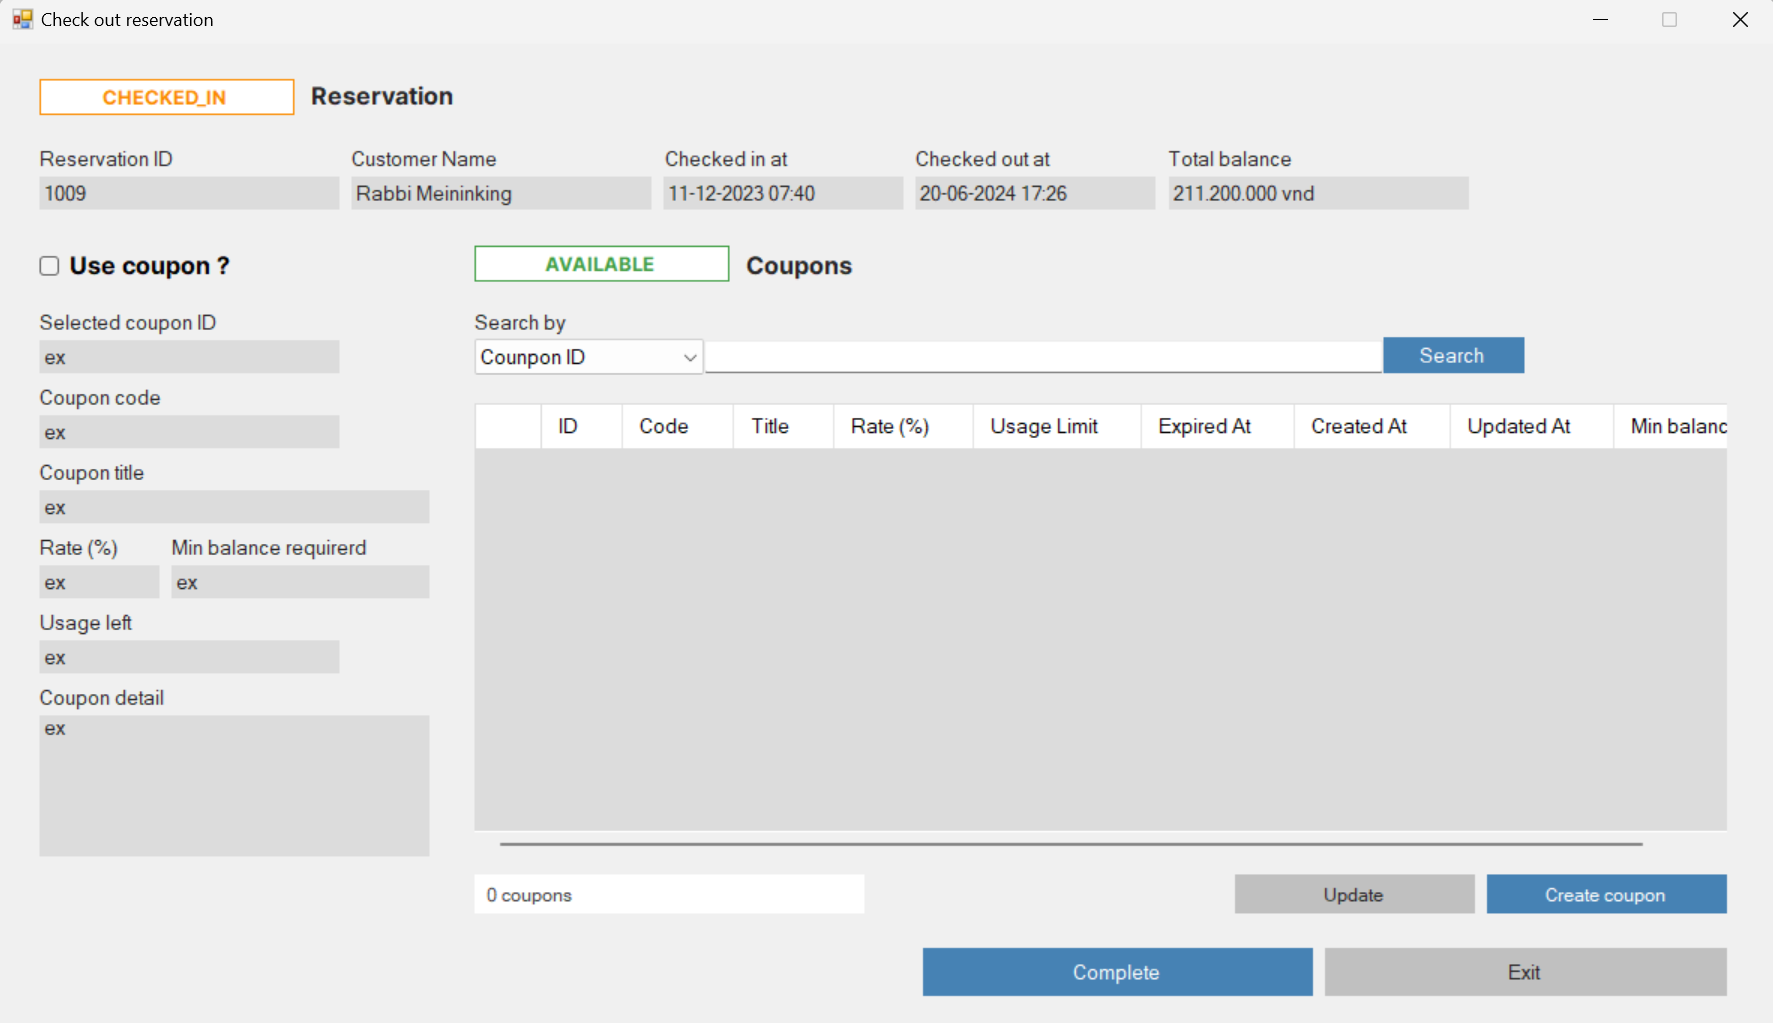 Check out reservation
CHECKED_IN Reservation
Reservation ID Customer Name Checked in at Checked out at Total balance
1009 Rabbi Meininking 11-12-2023 07:40 20-06-2024 17:26 211.200.000 vnd
Use coupon ? AVAILABLE Coupons
Selected coupon ID Search by
ex Counpon ID Search
Coupon code
ex
ID Code Title Rate (%) Usage Limit Expired At Created At Updated At Min balanc
Coupon title
ex
Rate (%) Min balance requirerd
ex ex
Usage left
ex
Coupon detail
ex
0 coupons Update Create coupon
Complete Exit